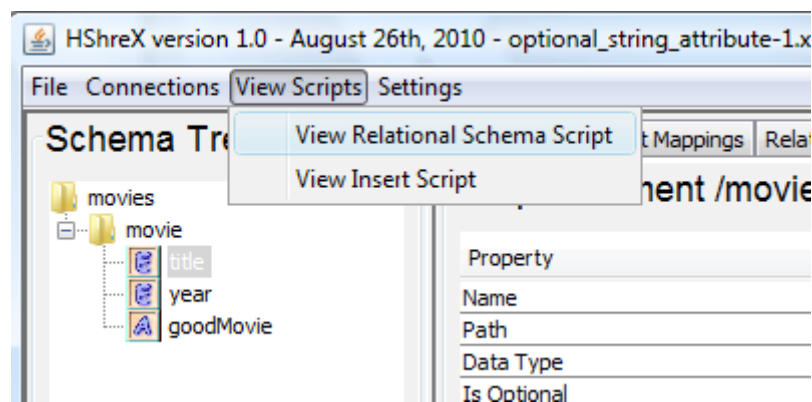 HShreX version 1.0 - August 26th, 2010 - optional_string_attribute-1.x
File Connections View Scripts Settings
View Relational Schema Script
View Insert Script
Schema Tre
t Mappings Relat
ent /movie
movies
movie
title
year
goodMovie
Property
Name
Path
Data Type
Is Optional